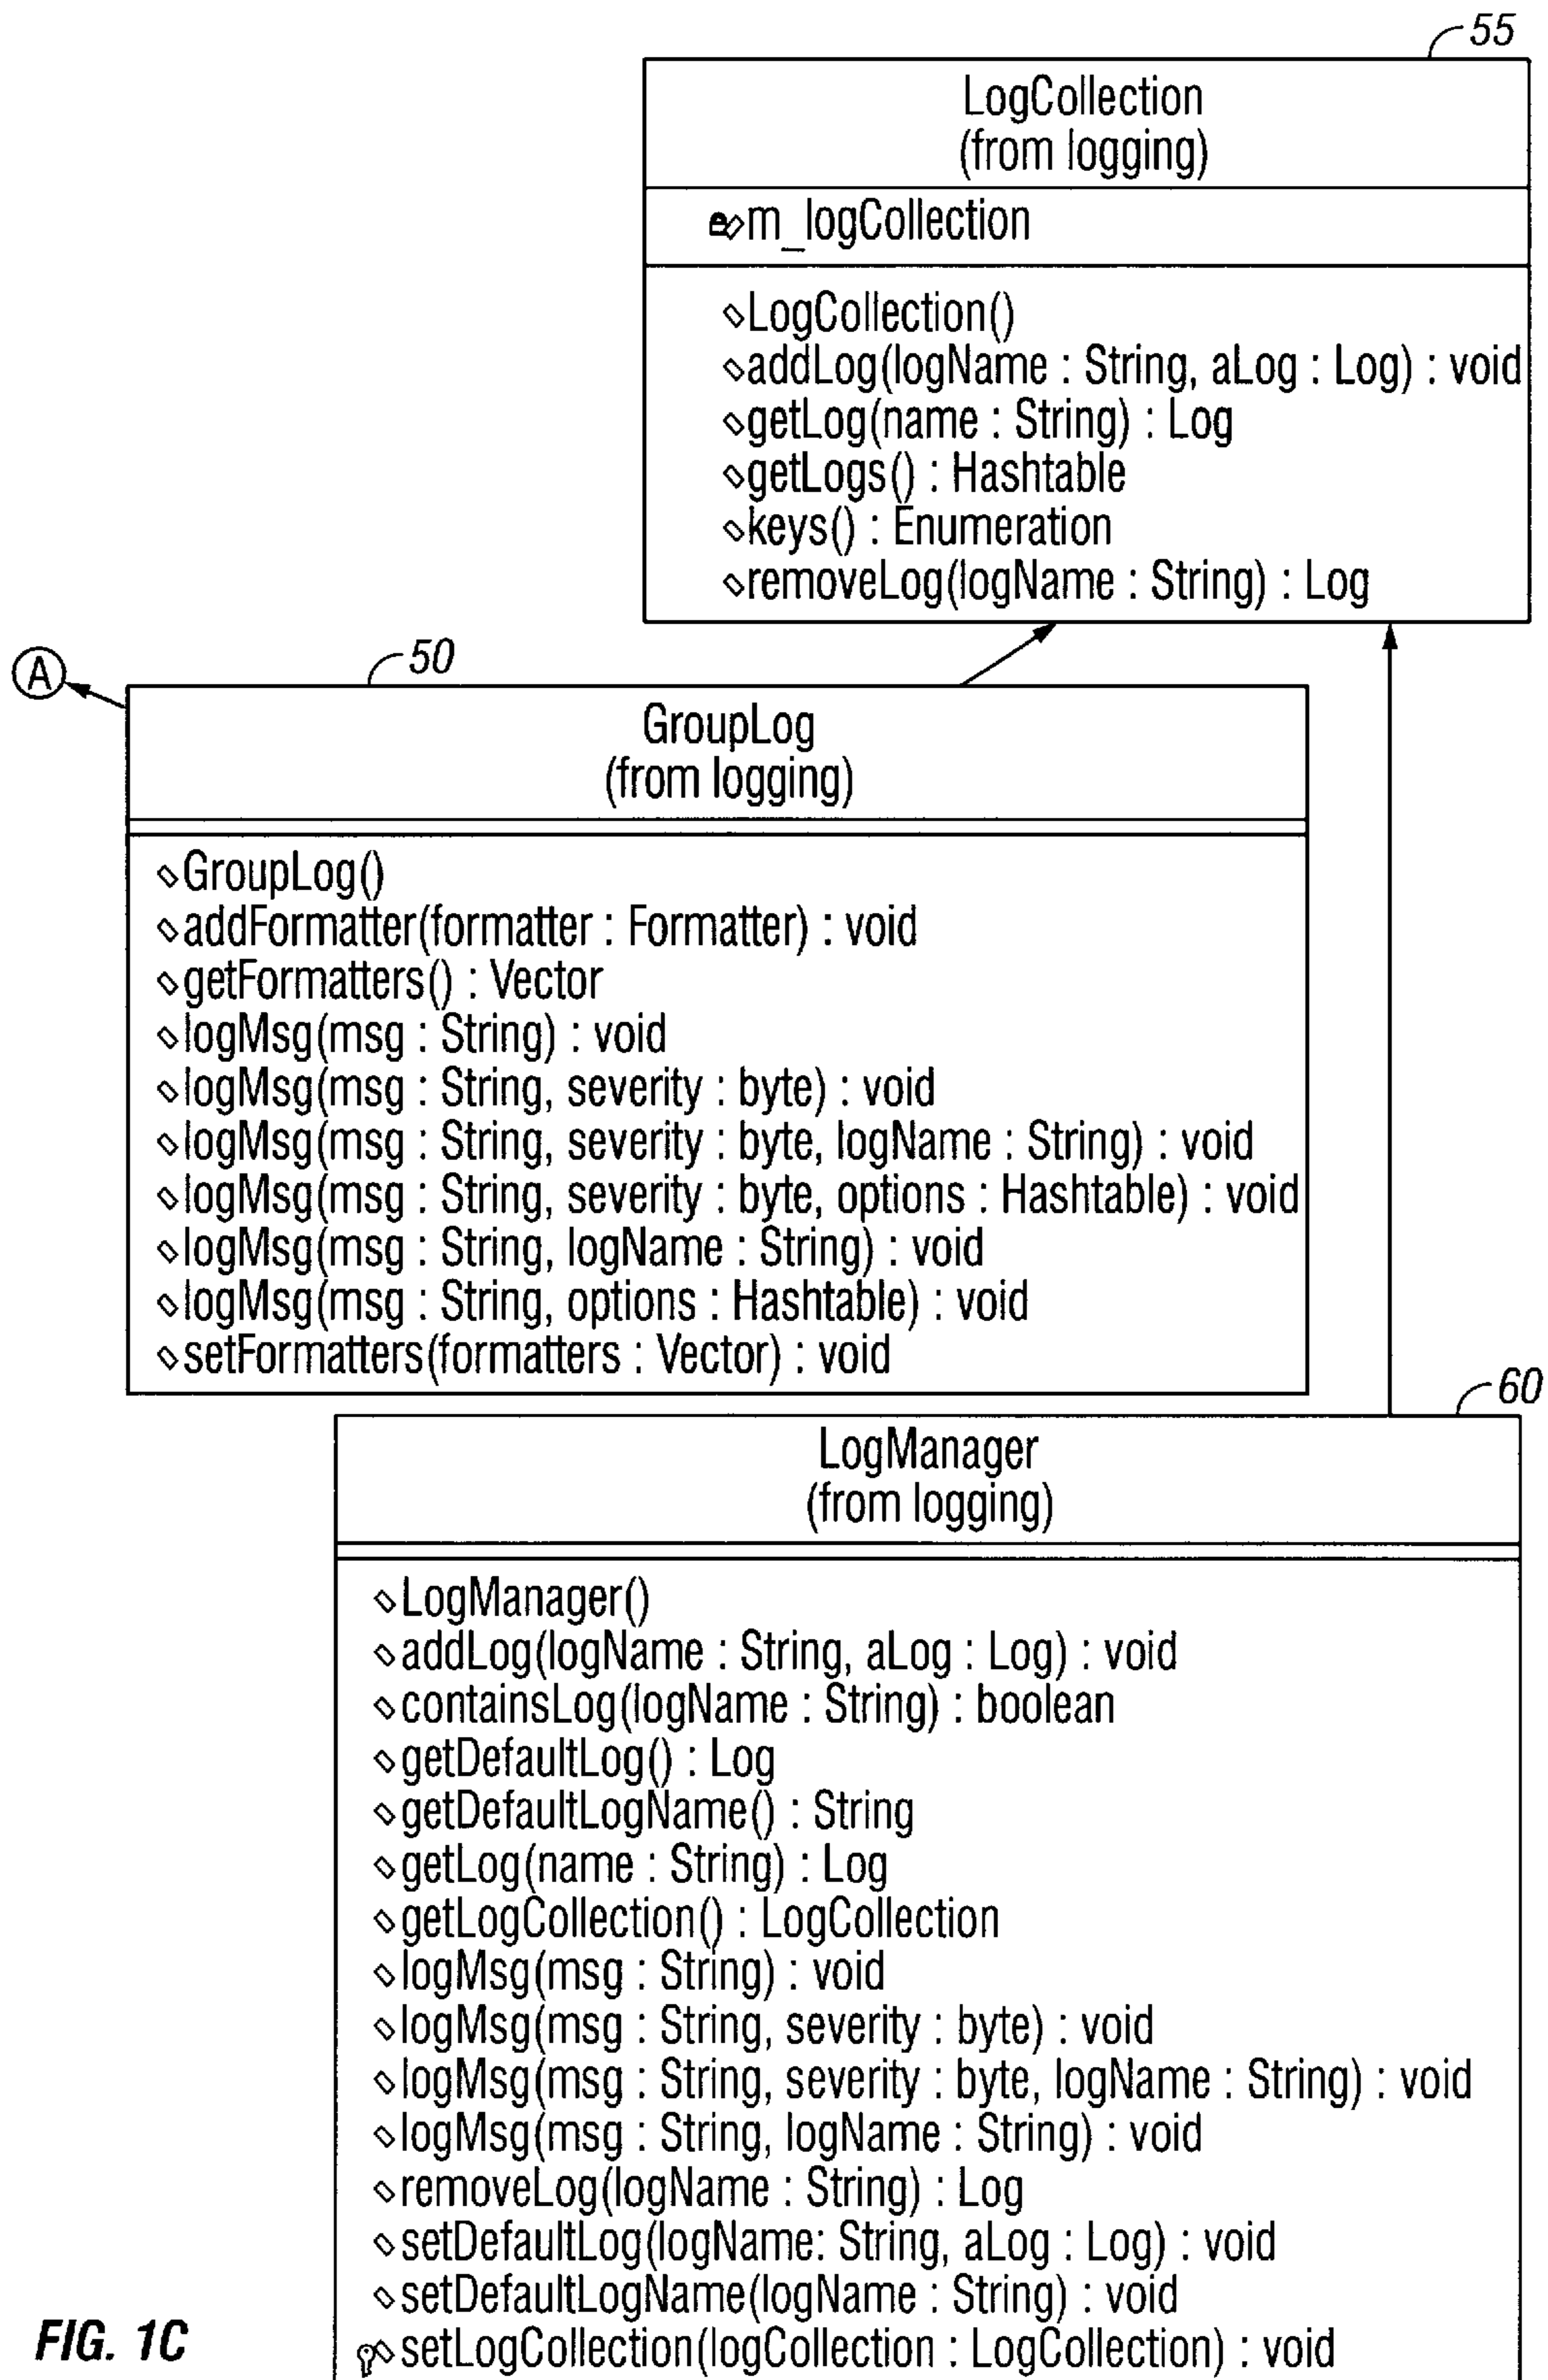 55
LogCollection
(from logging)
m_logCollection
LogCollection()
addLog(logName : String, aLog : Log) : void
getLog(name : String) : Log
getLogs() : Hashtable
keys() : Enumeration
removeLog(logName : String) : Log
A
50
GroupLog
(from logging)
GroupLog()
addFormatter(formatter : Formatter) : void
getFormatters() : Vector
logMsg(msg : String) : void
logMsg(msg : String, severity : byte) : void
logMsg(msg : String, severity : byte, logName : String) : void
logMsg(msg : String, severity : byte, options : Hashtable) : void
logMsg(msg : String, logName : String) : void
logMsg(msg : String, options : Hashtable) : void
setFormatters(formatters : Vector) : void
60
LogManager
(from logging)
LogManager()
addLog(logName : String, aLog : Log) : void
containsLog(logName : String) : boolean
getDefaultLog() : Log
getDefaultLogName() : String
getLog(name : String) : Log
getLogCollection() : LogCollection
logMsg(msg : String) : void
logMsg(msg : String, severity : byte) : void
logMsg(msg : String, severity : byte, logName : String) : void
logMsg(msg : String, logName : String) : void
removeLog(logName : String) : Log
setDefaultLog(logName: String, aLog : Log) : void
setDefaultLogName(logName : String) : void
setLogCollection(logCollection : LogCollection) : void
FIG. 1C